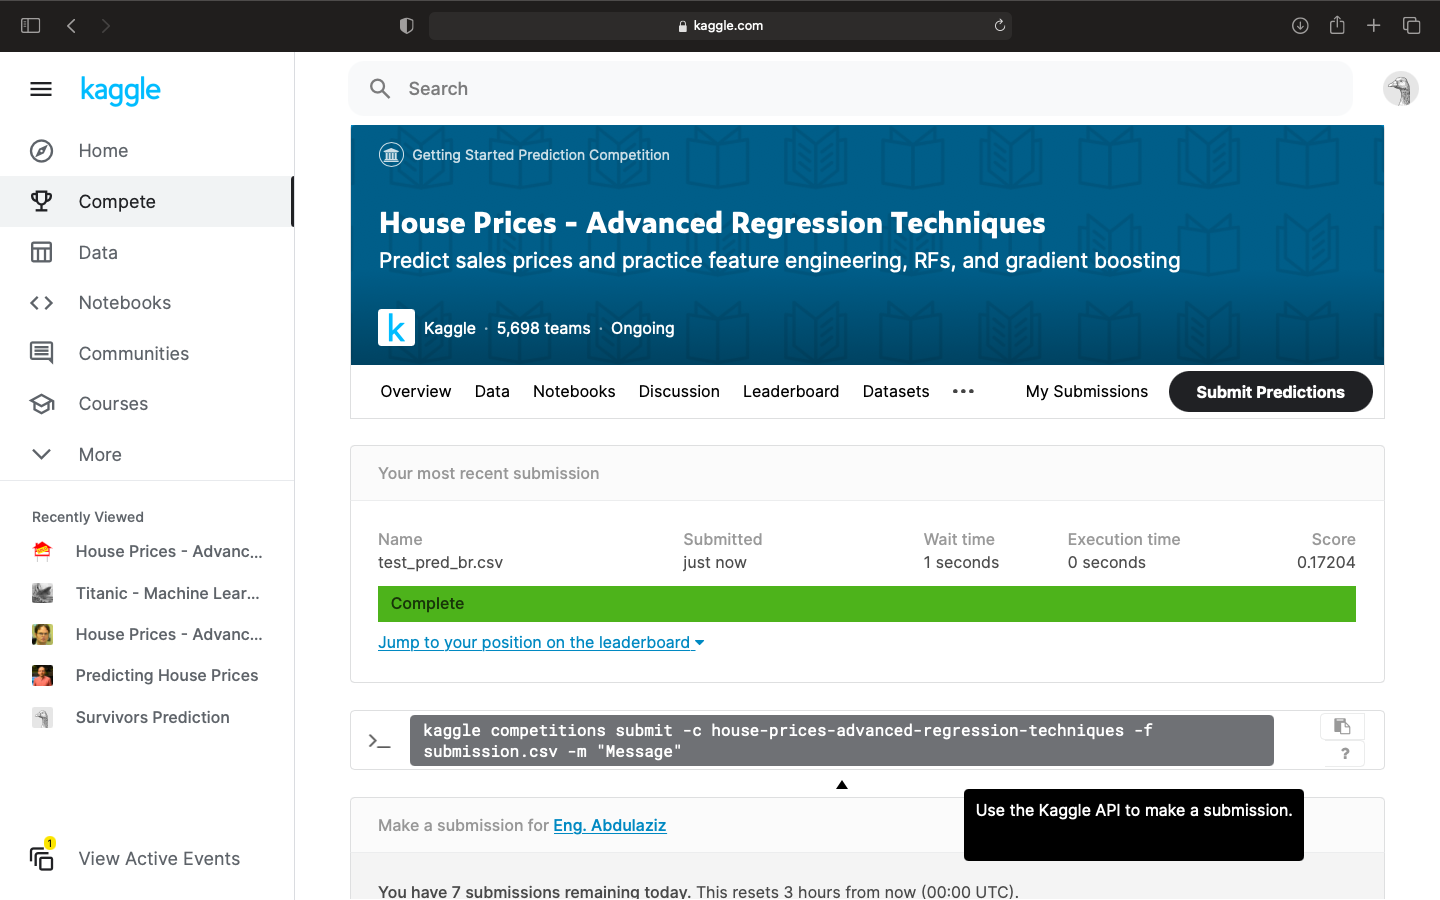 kaggle.com
kaggle
Search
Home
Compete
Data
Notebooks
Communities
Courses
More
Recently Viewed
House Prices - Advanc...
Titanic - Machine Lear...
House Prices - Advanc...
Predicting House Prices
Survivors Prediction
1
View Active Events
Getting Started Prediction Competition
House Prices - Advanced Regression Techniques
Predict sales prices and practice feature engineering, RFs, and gradient boosting
k Kaggle · 5,698 teams · Ongoing
Overview Data Notebooks Discussion Leaderboard Datasets ••• My Submissions Submit Predictions
Your most recent submission
Name Submitted Wait time Execution time Score
test_pred_br.csv just now 1 seconds 0 seconds 0.17204
Complete
Jump to your position on the leaderboard
>_ kaggle competitions submit -c house-prices-advanced-regression-techniques -f
submission.csv -m "Message"
?
Use the Kaggle API to make a submission.
Make a submission for Eng. Abdulaziz
You have 7 submissions remaining today. This resets 3 hours from now (00:00 UTC).